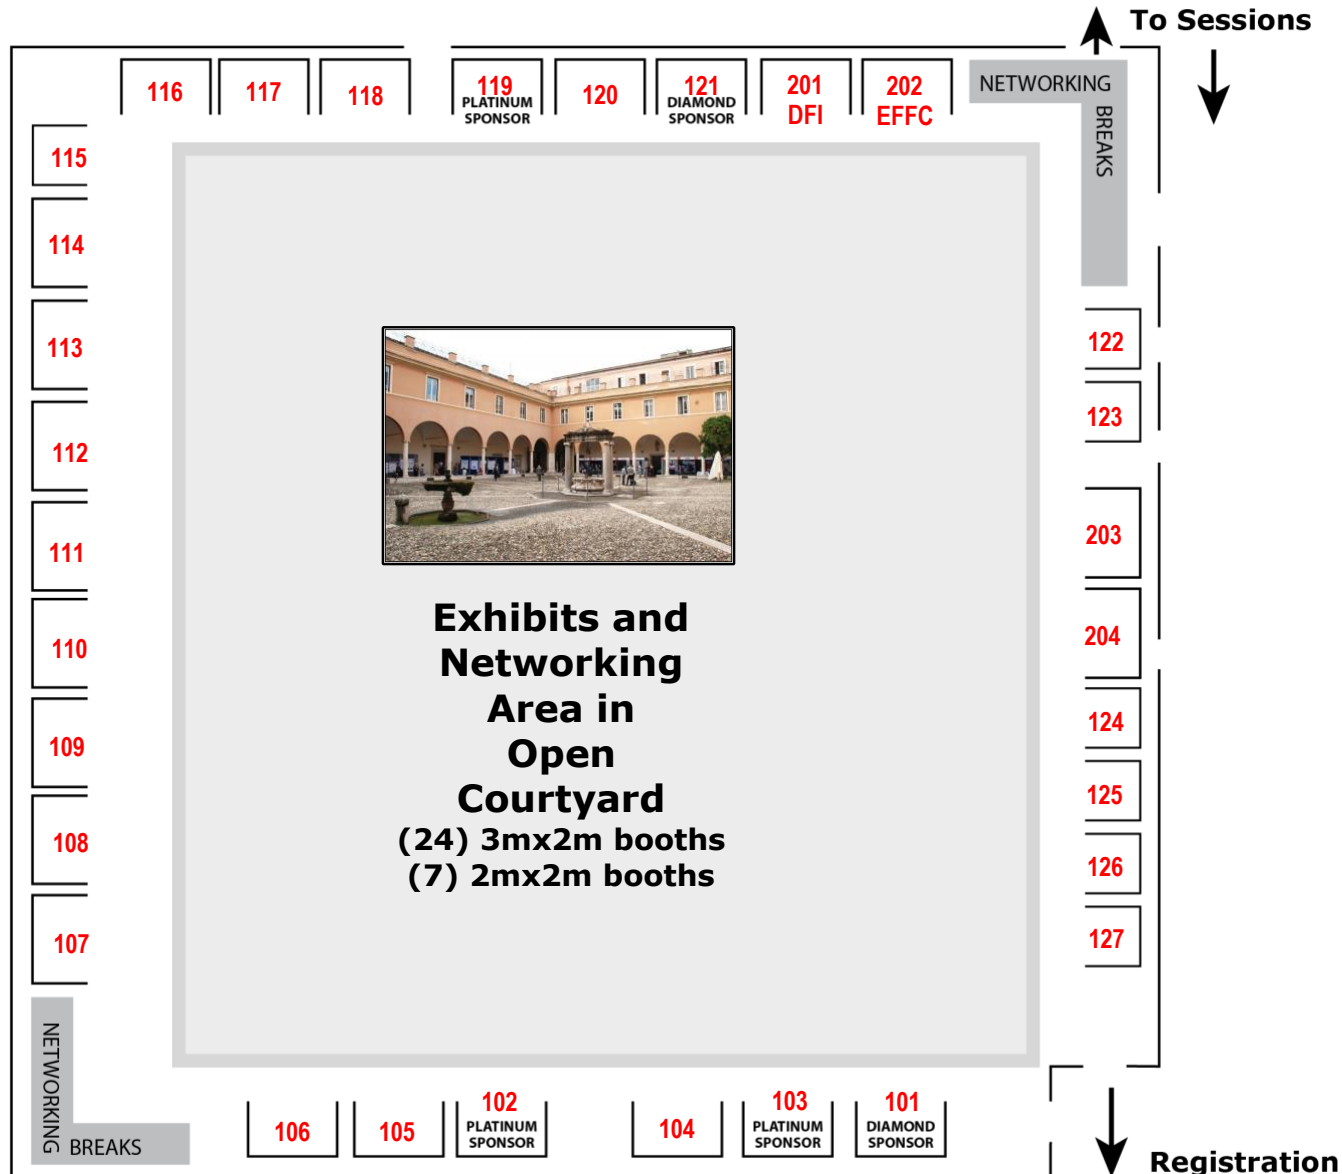 To Sessions
116
117
118
119
PLATINUM
SPONSOR
120
121
DIAMOND
SPONSOR
201
DFI
202
EFFC
NETWORKING
BREAKS
115
114
113
112
111
110
109
108
107
122
123
203
204
124
125
126
127
Exhibits and
Networking
Area in
Open
Courtyard
(24) 3mx2m booths
(7) 2mx2m booths
NETWORKING
BREAKS
106
105
102
PLATINUM
SPONSOR
104
103
PLATINUM
SPONSOR
101
DIAMOND
SPONSOR
Registration